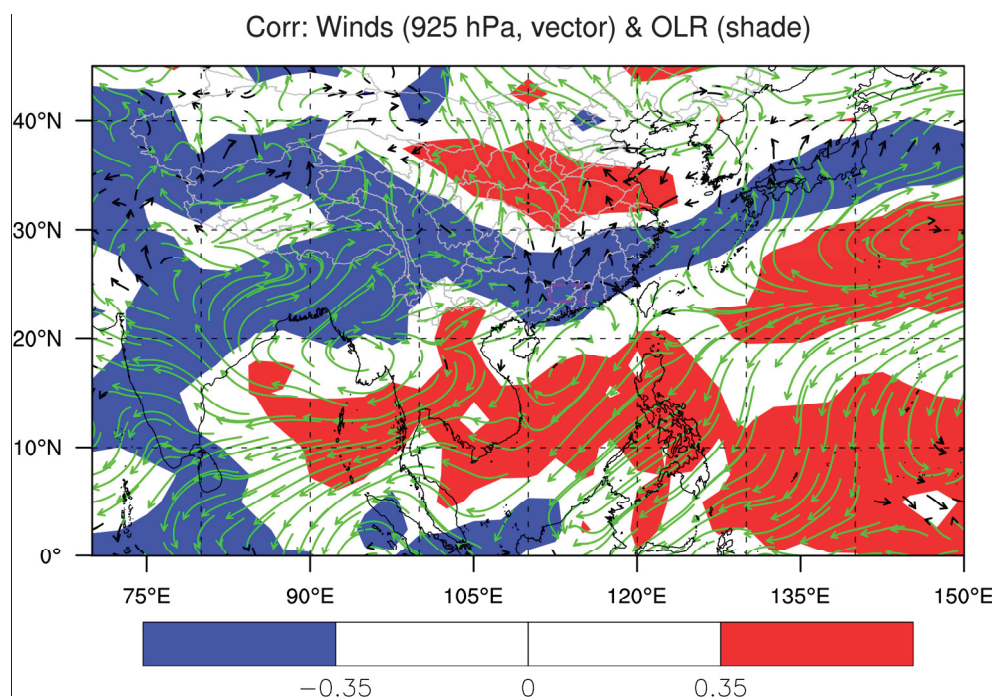 Corr: Winds (925 hPa, vector) & OLR (shade)
40°N
30°N
20°N
10°N
0°
75°E
90°E
105°E
120°E
135°E
150°E
−0.35
0
0.35